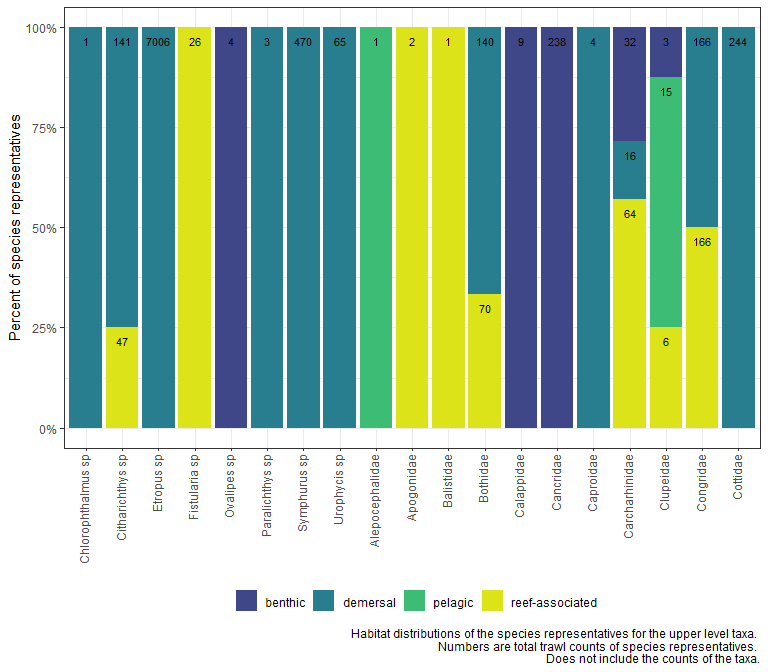 100%
75%
50%
25%
0%
Percent of species representatives
1 141 7006 26 4 3 470 65 1 2 1 140 9 238 4 32 3 166 244
15
16
64
166
70
47
6
Chlorophthalmus sp
Citharichthys sp
Etropus sp
Fistularia sp
Ovalipes sp
Paralichthys sp
Symphurus sp
Urophycis sp
Alepocephalidae
Apogonidae
Balistidae
Bothidae
Calappidae
Cancridae
Caproidae
Carcharhinidae
Clupeidae
Congridae
Cottidae
benthic demersal pelagic reef-associated
Habitat distributions of the species representatives for the upper level taxa.
Numbers are total trawl counts of species representatives.
Does not include the counts of the taxa.